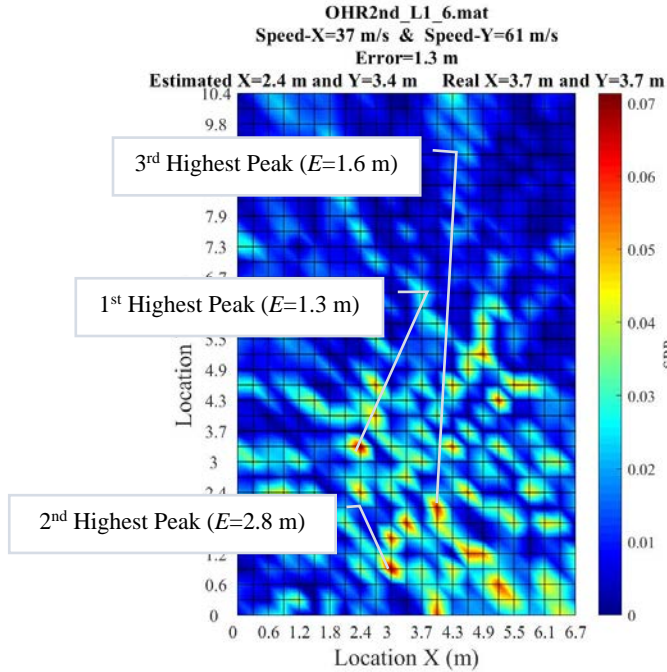 OHR2nd_L1_6.mat
Speed-X=37 m/s & Speed-Y=61 m/s
Error=1.3 m
Estimated X=2.4 m and Y=3.4 m Real X=3.7 m and Y=3.7 m
10.4
9.8
3rd Highest Peak (E=1.6 m)
7.9
7.3
1st Highest Peak (E=1.3 m)
4.9
4.3
3.7
3
2.4
2nd Highest Peak (E=2.8 m)
1.2
0.6
0
Location
0 0.6 1.2 1.8 2.4 3 3.7 4.3 4.9 5.5 6.1 6.7
Location X (m)
0.07
0.06
0.05
0.04
0.03
0.02
0.01
0